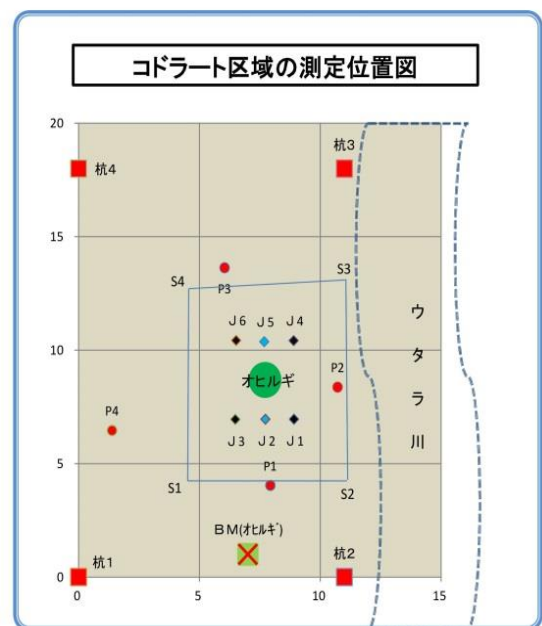 コドラート区域の測定位置図
20
杭4
杭3
15
S4
P3
S3
J6 J5 J4
ウタラ川
10
オヒルギ
P2
P4
J3 J2 J1
5
P1
S1
S2
BM(オヒルギ)
杭1
杭2
0
0 5 10 15